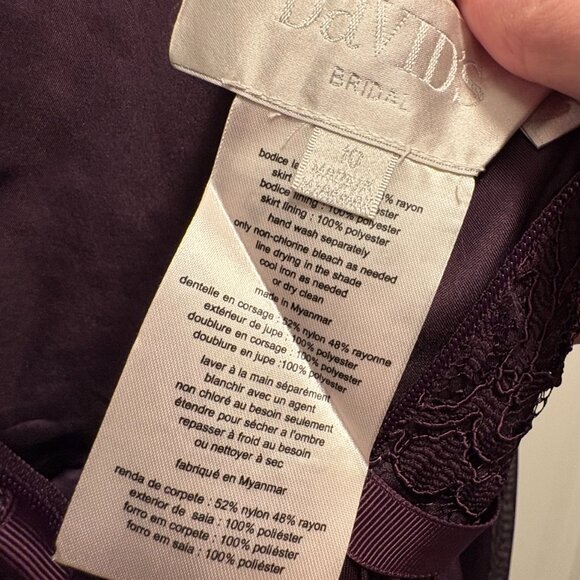 DAVID'S
BRIDAL
10
MADE IN
bodice la % rayon
skirt ester
bodice lining : 100% polyester
skirt lining : 100% polyester
hand wash separately
only non-chlorine bleach as needed
line drying in the shade
cool iron as needed
or dry clean
made in Myanmar
dentelle en corsage : 52% nylon 48% rayonne
extérieur de jupe :100% polyester
doublure en corsage : 100% polyester
doublure en jupe :100% polyester
laver à la main séparément
blanchir avec un agent
non chloré au besoin seulement
étendre pour sécher a l'ombre
repasser à froid au besoin
ou nettoyer à sec
fabriqué en Myanmar
renda de corpete : 52% nylon 48% rayon
exterior de saia : 100% poliéster
forro em corpete : 100% poliéster
forro em saia : 100% poliéster